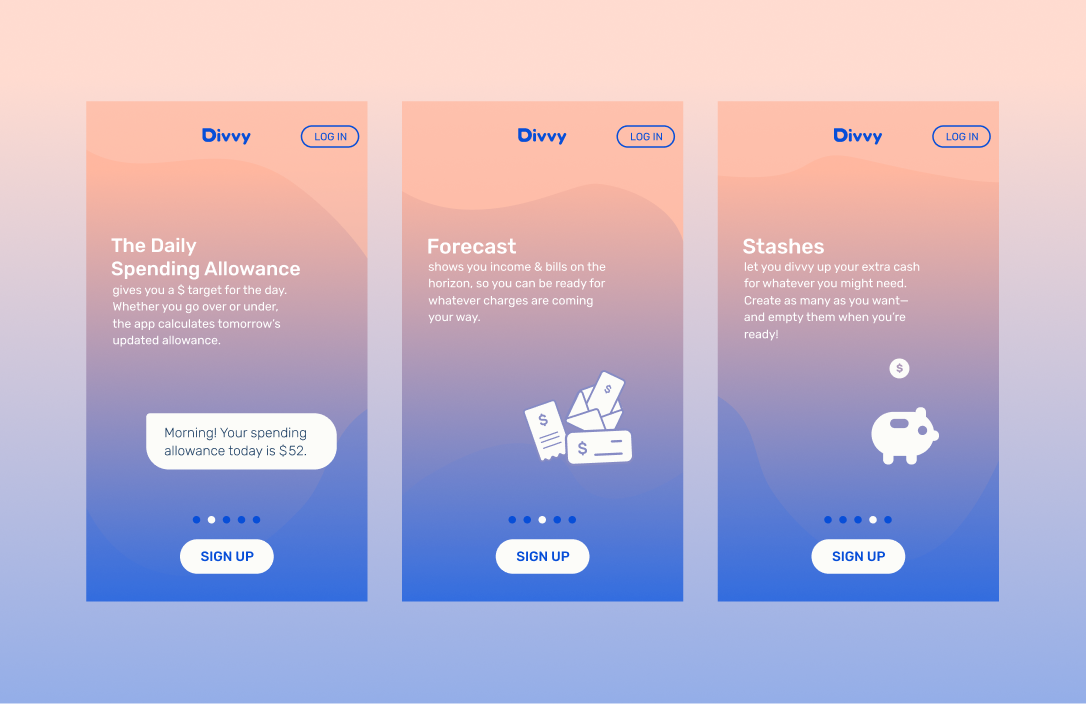 Divvy
LOG IN
The Daily
Spending Allowance
gives you a $ target for the day.
Whether you go over or under,
the app calculates tomorrow's
updated allowance.
Morning! Your spending
allowance today is $52.
SIGN UP
Divvy
LOG IN
Forecast
shows you income & bills on the
horizon, so you can be ready for
whatever charges are coming
your way.
$
$
$
SIGN UP
Divvy
LOG IN
Stashes
let you divvy up your extra cash
for whatever you might need.
Create as many as you want—
and empty them when you're
ready!
$
SIGN UP